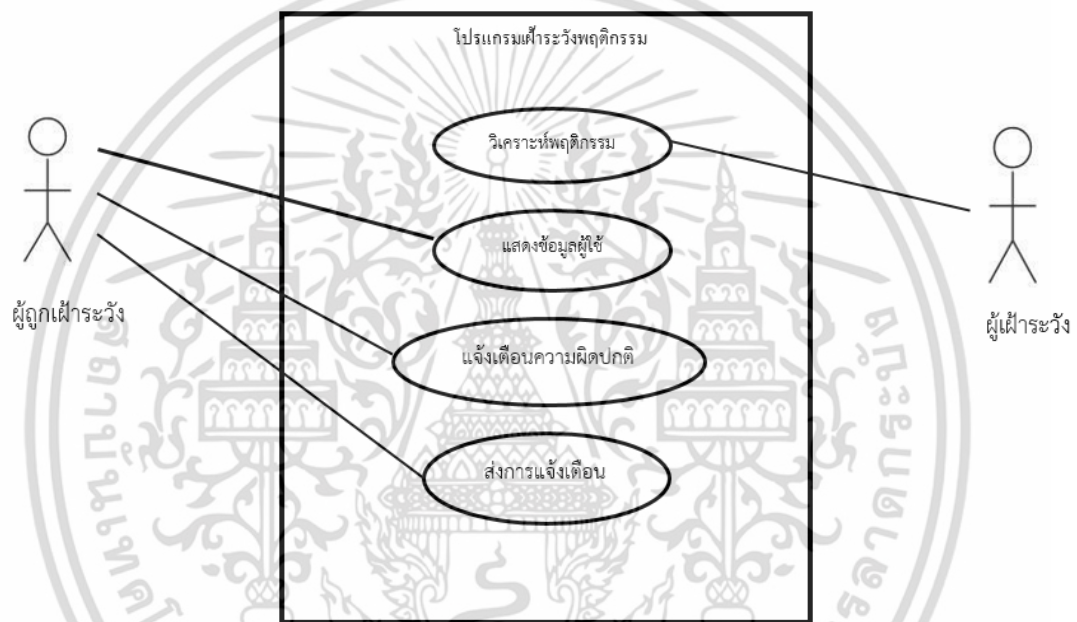 โปรแกรมเฝ้าระวังพฤติกรรม
วิเคราะห์พฤติกรรม
แสดงข้อมูลผู้ใช้
ผู้ถูกเฝ้าระวัง
ผู้เฝ้าระวัง
แจ้งเตือนความผิดปกติ
ส่งการแจ้งเตือน